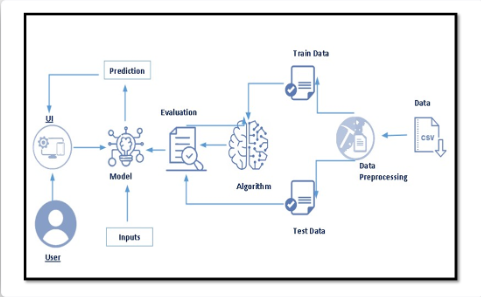 Train Data
Prediction
Data
Evaluation
UI
CSV
Model
Algorithm
Data
Preprocessing
Inputs
Test Data
User